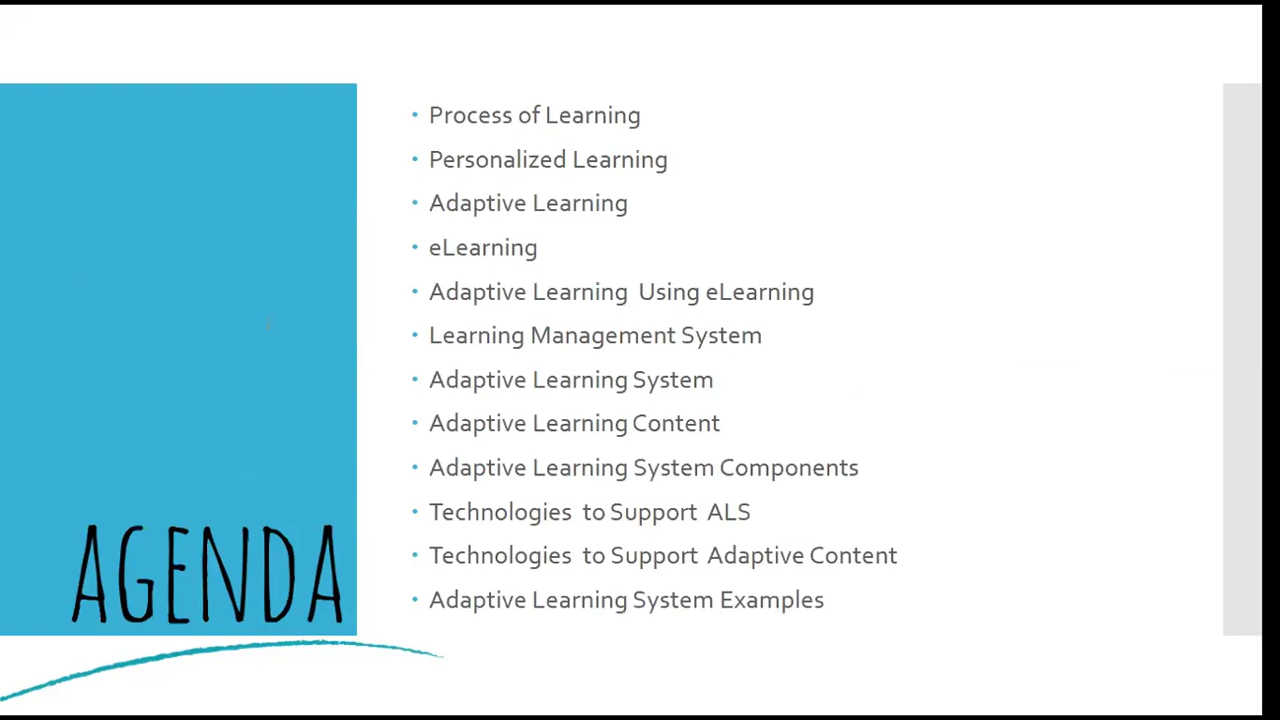 AGENDA
• Process of Learning
• Personalized Learning
• Adaptive Learning
• eLearning
• Adaptive Learning Using eLearning
• Learning Management System
• Adaptive Learning System
• Adaptive Learning Content
• Adaptive Learning System Components
• Technologies to Support ALS
• Technologies to Support Adaptive Content
• Adaptive Learning System Examples